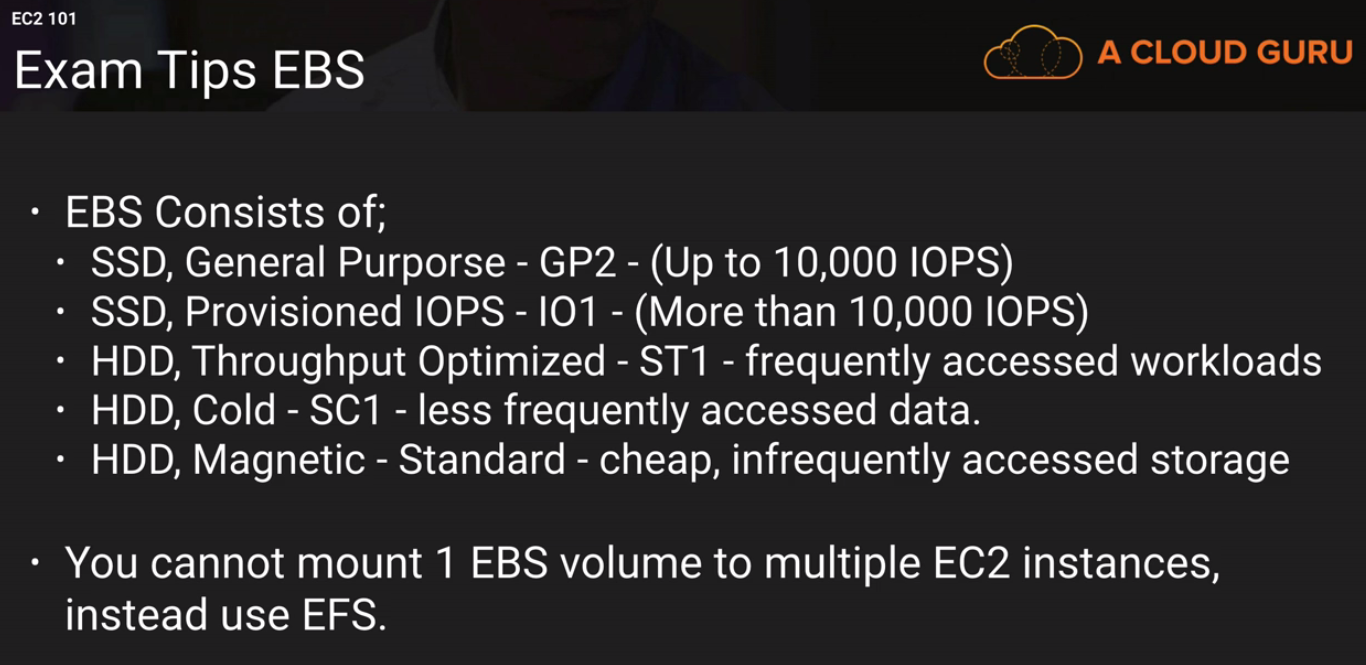 EC2 101
Exam Tips EBS
A CLOUD GURU
• EBS Consists of;
• SSD, General Purporse - GP2 - (Up to 10,000 IOPS)
• SSD, Provisioned IOPS - IO1 - (More than 10,000 IOPS)
• HDD, Throughput Optimized - ST1 - frequently accessed workloads
• HDD, Cold - SC1 - less frequently accessed data.
• HDD, Magnetic - Standard - cheap, infrequently accessed storage
• You cannot mount 1 EBS volume to multiple EC2 instances,
instead use EFS.